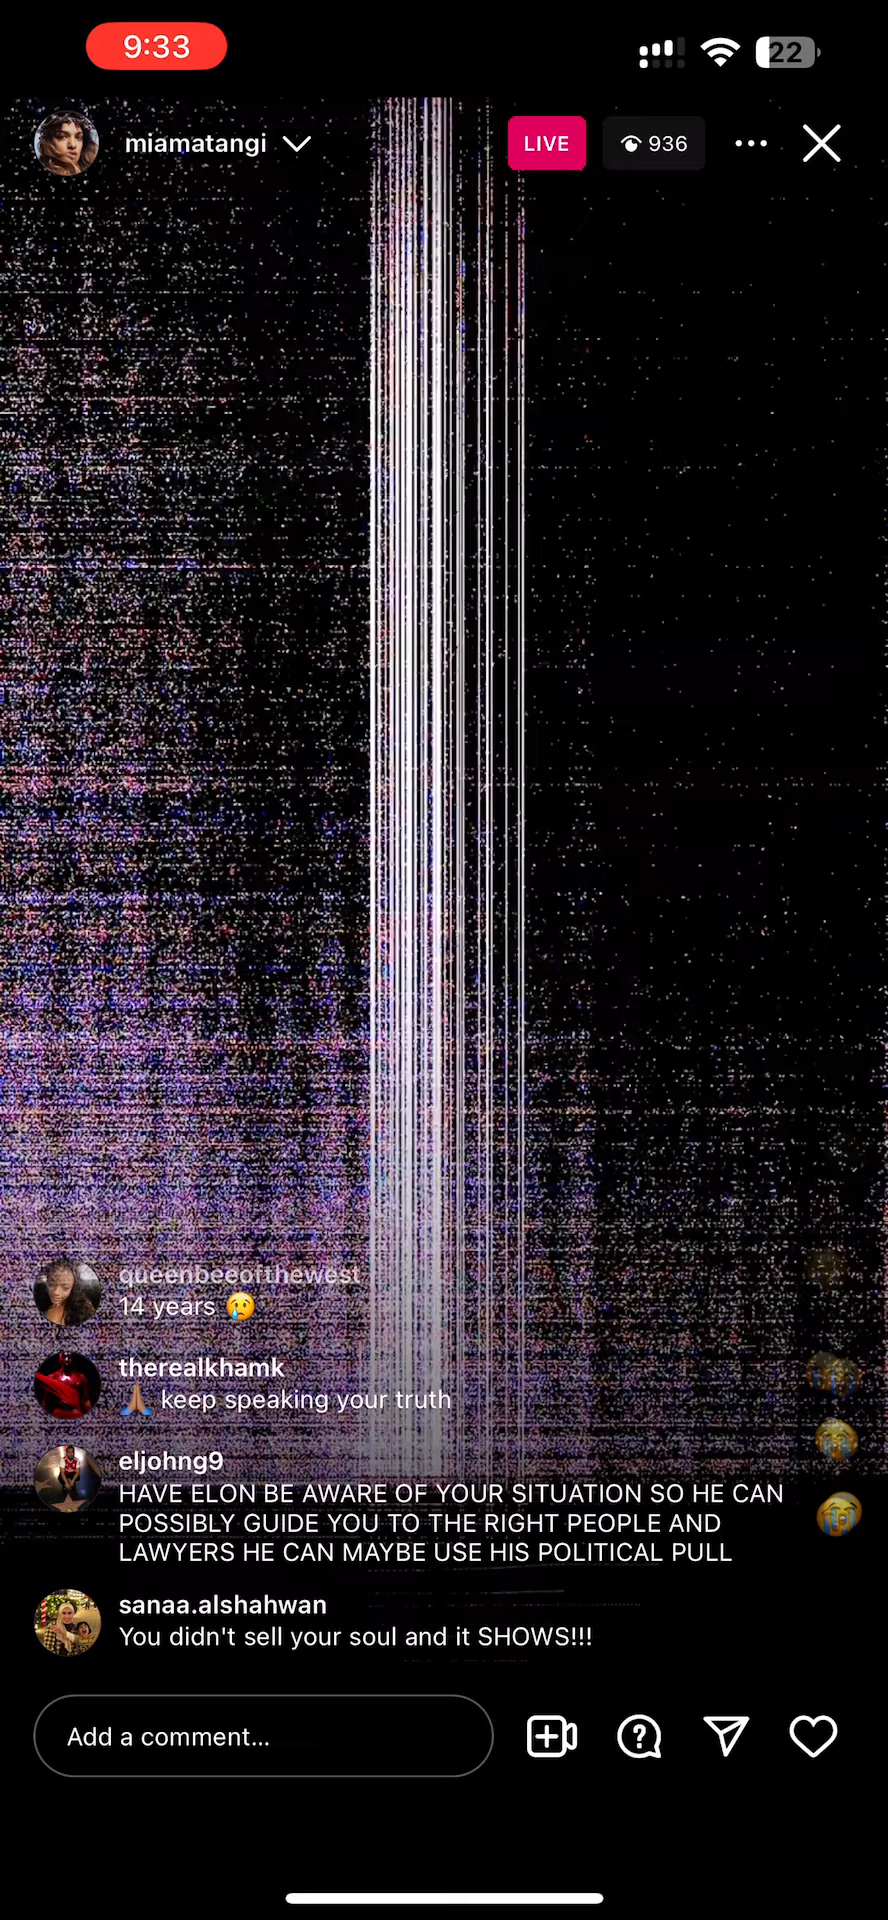 9:33
22
miamatangi
LIVE
936
queenbeeofthewest
14 years 😢
therealkhamk
🙏🏽 keep speaking your truth
eljohng9
HAVE ELON BE AWARE OF YOUR SITUATION SO HE CAN
POSSIBLY GUIDE YOU TO THE RIGHT PEOPLE AND
LAWYERS HE CAN MAYBE USE HIS POLITICAL PULL
sanaa.alshahwan
You didn't sell your soul and it SHOWS!!!
Add a comment...